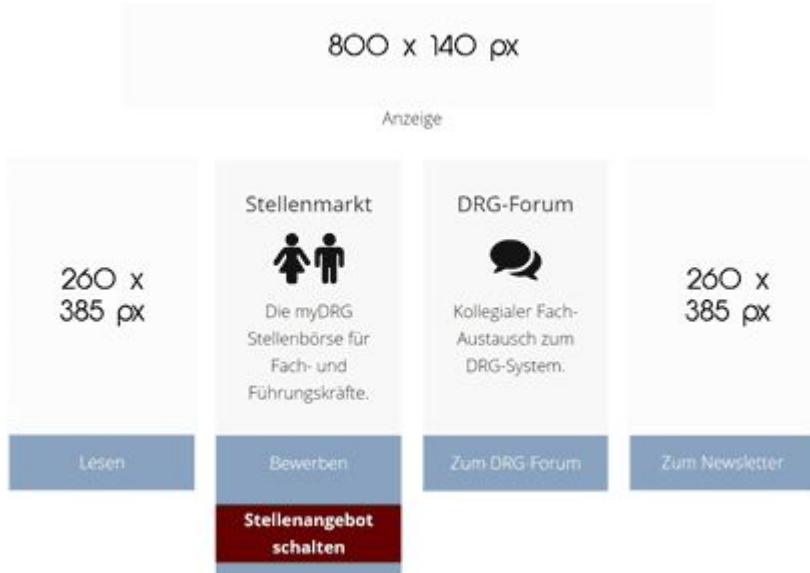 800 x 140 px
Anzeige
260 x
385 px
Lesen
Stellenmarkt
Die myDRG
Stellenbörse für
Fach- und
Führungskräfte.
Bewerben
Stellenangebot
schalten
DRG-Forum
Kollegialer Fach-
Austausch zum
DRG-System.
Zum DRG-Forum
260 x
385 px
Zum Newsletter